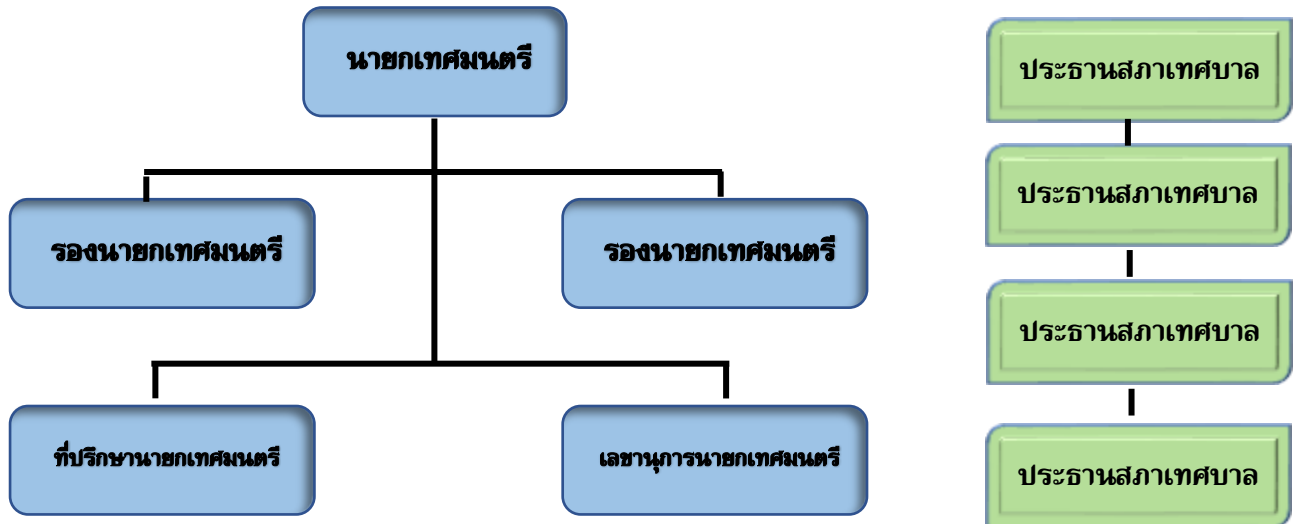 นายกเทศมนตรี
รองนายกเทศมนตรี
รองนายกเทศมนตรี
ที่ปรึกษานายกเทศมนตรี
เลขานุการนายกเทศมนตรี
ประธานสภาเทศบาล
ประธานสภาเทศบาล
ประธานสภาเทศบาล
ประธานสภาเทศบาล